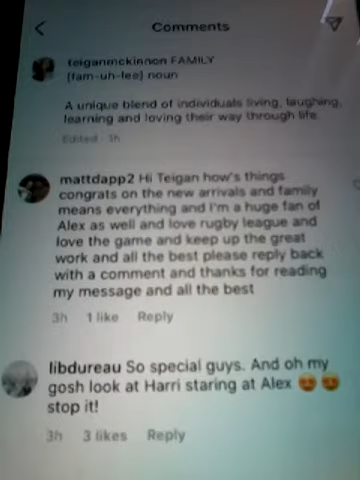 Comments
teiganmckinnon FAMILY
[fam-uh-lee] noun
A unique blend of individuals living, laughing,
learning and loving their way through life.
Edited · 1h
mattdapp2 Hi Teigan how's things
congrats on the new arrivals and family
means everything and I'm a huge fan of
Alex as well and love rugby league and
love the game and keep up the great
work and all the best please reply back
with a comment and thanks for reading
my message and all the best
3h 1 like Reply
libdureau So special guys. And oh my
gosh look at Harri staring at Alex 😍 😍
stop it!
3h 3 likes Reply